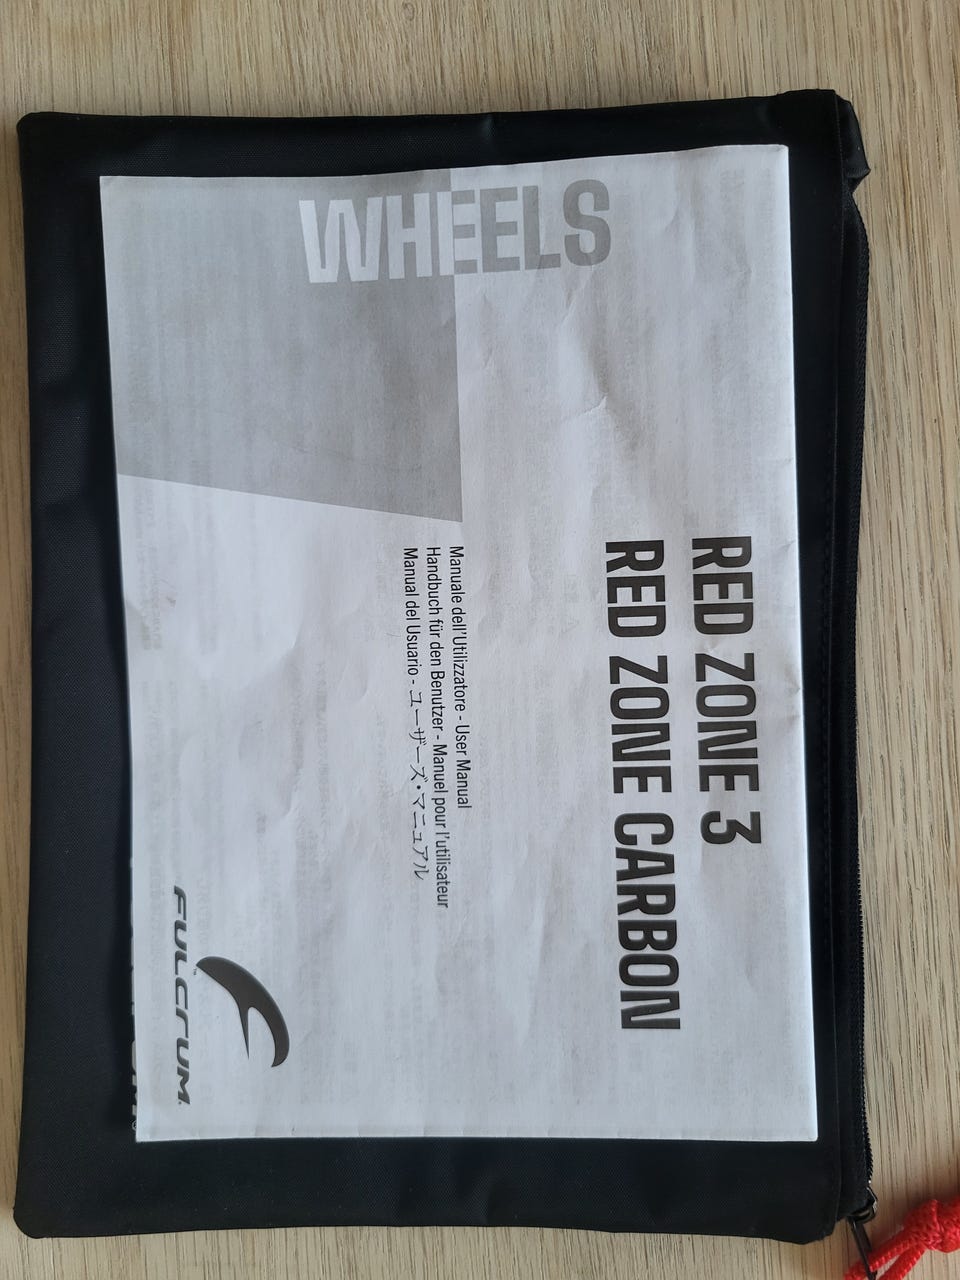 WHEELS
RED ZONE 3
RED ZONE CARBON
Manuale dell'Utilizzatore - User Manual
Handbuch für den Benutzer - Manuel pour l'utilisateur
Manual del Usuario - ユーザーズ・マニュアル
FULCRUM™